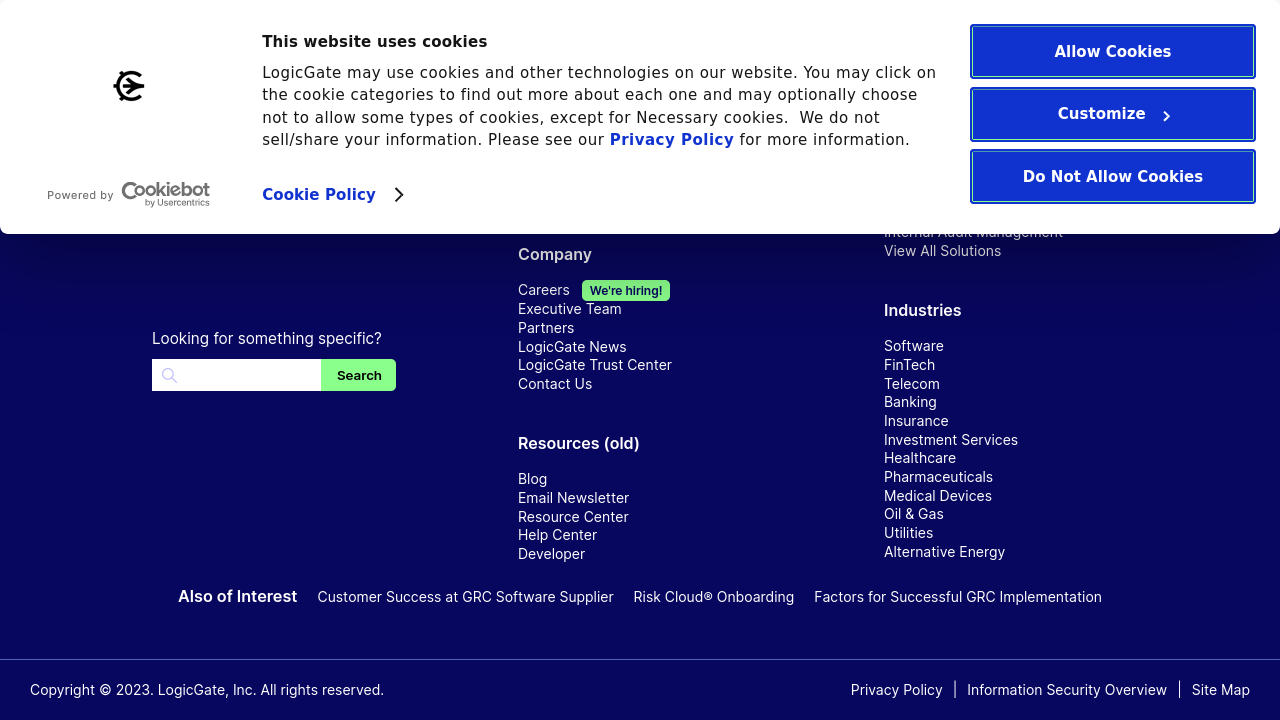 This website uses cookies
LogicGate may use cookies and other technologies on our website. You may click on
the cookie categories to find out more about each one and may optionally choose
not to allow some types of cookies, except for Necessary cookies.  We do not
sell/share your information. Please see our Privacy Policy for more information.
Powered by Cookiebot
by Usercentrics
Cookie Policy
Allow Cookies
Customize
Do Not Allow Cookies
Looking for something specific?
Search
Company
Careers We're hiring!
Executive Team
Partners
LogicGate News
LogicGate Trust Center
Contact Us
Resources (old)
Blog
Email Newsletter
Resource Center
Help Center
Developer
Internal Audit Management
View All Solutions
Industries
Software
FinTech
Telecom
Banking
Insurance
Investment Services
Healthcare
Pharmaceuticals
Medical Devices
Oil & Gas
Utilities
Alternative Energy
Also of Interest Customer Success at GRC Software Supplier Risk Cloud® Onboarding Factors for Successful GRC Implementation
Copyright © 2023. LogicGate, Inc. All rights reserved.
Privacy Policy | Information Security Overview | Site Map